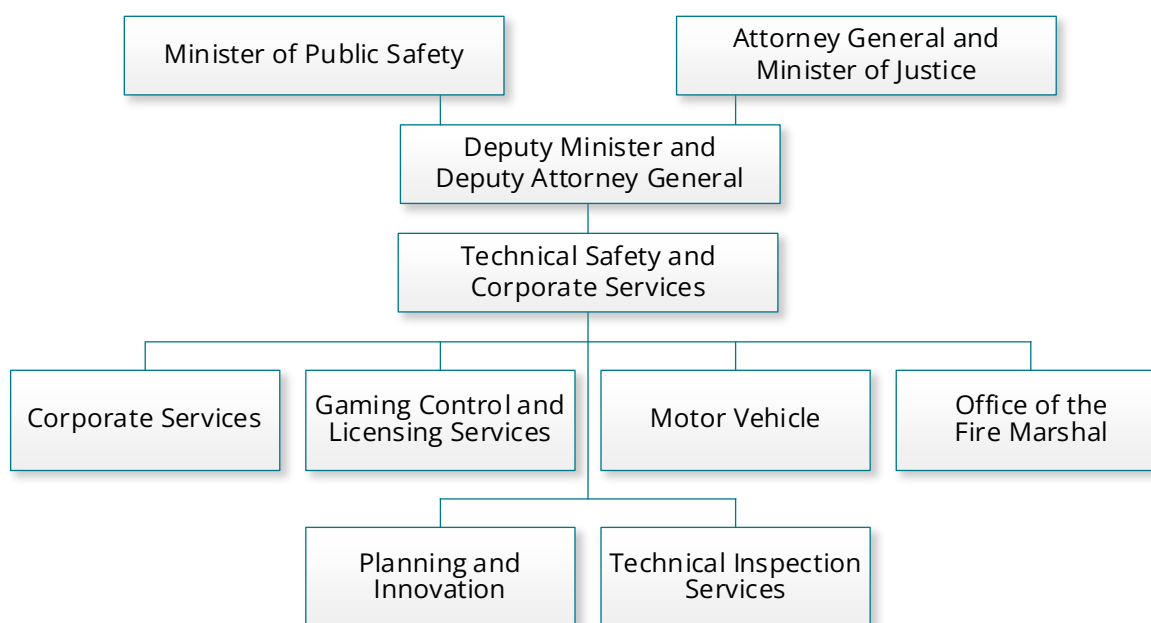 Minister of Public Safety
Attorney General and
Minister of Justice
Deputy Minister and
Deputy Attorney General
Technical Safety and
Corporate Services
Corporate Services
Gaming Control and
Licensing Services
Motor Vehicle
Office of the
Fire Marshal
Planning and
Innovation
Technical Inspection
Services